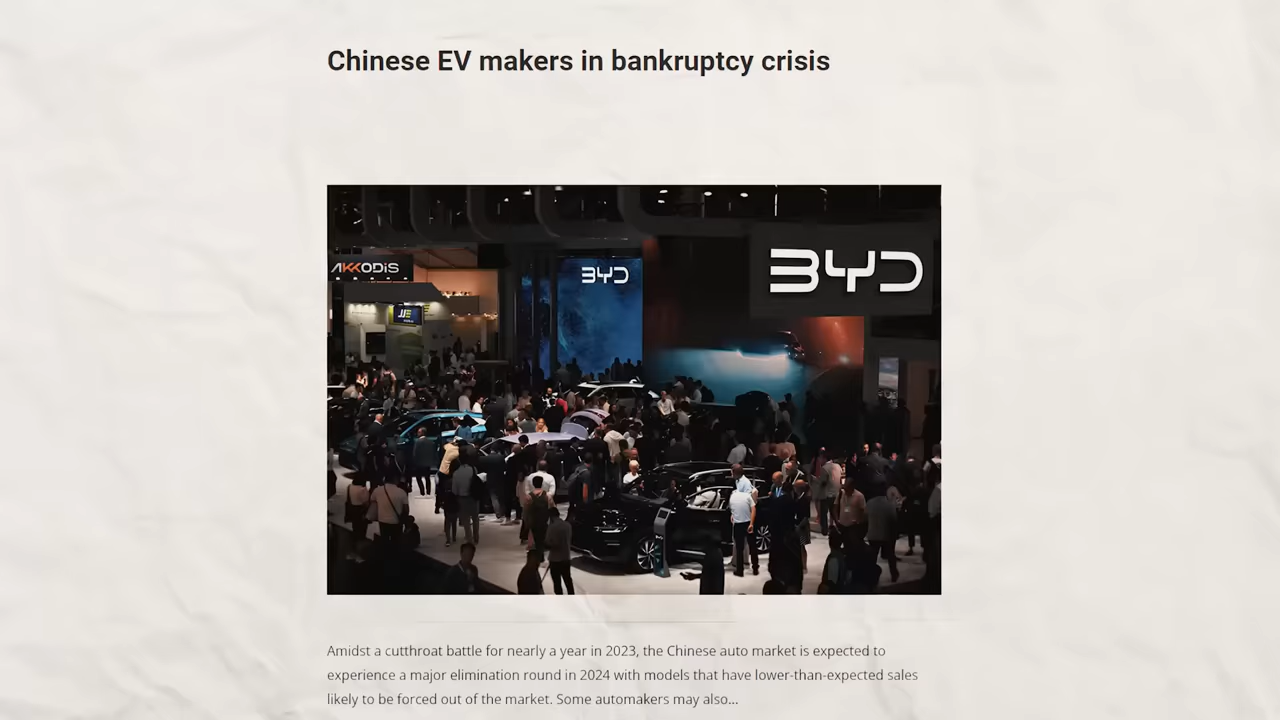 Chinese EV makers in bankruptcy crisis
AKKODIS
BYD
BYD
JJE
Amidst a cutthroat battle for nearly a year in 2023, the Chinese auto market is expected to
experience a major elimination round in 2024 with models that have lower-than-expected sales
likely to be forced out of the market. Some automakers may also...